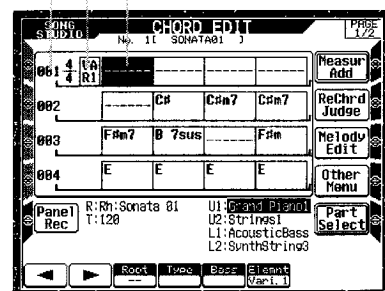 SONG STUDIO
CHORD EDIT
PAGE 1/2
No. 1[ SONATA01 ]
001 4/4 R1 ------
Measur Add
002 ------ C# C#m7 C#m7
ReChrd Judge
003 F#m7 B 7sus ------ F#m
Melody Edit
004 E E E E
Other Menu
Panel Rec
R:Rh:Sonata 01
T:120
U1:Grand Piano1
U2:Strings1
L1:AcousticBass
L2:SynthString3
Part Select
Root Type Bass Elemnt
-- Vari.1